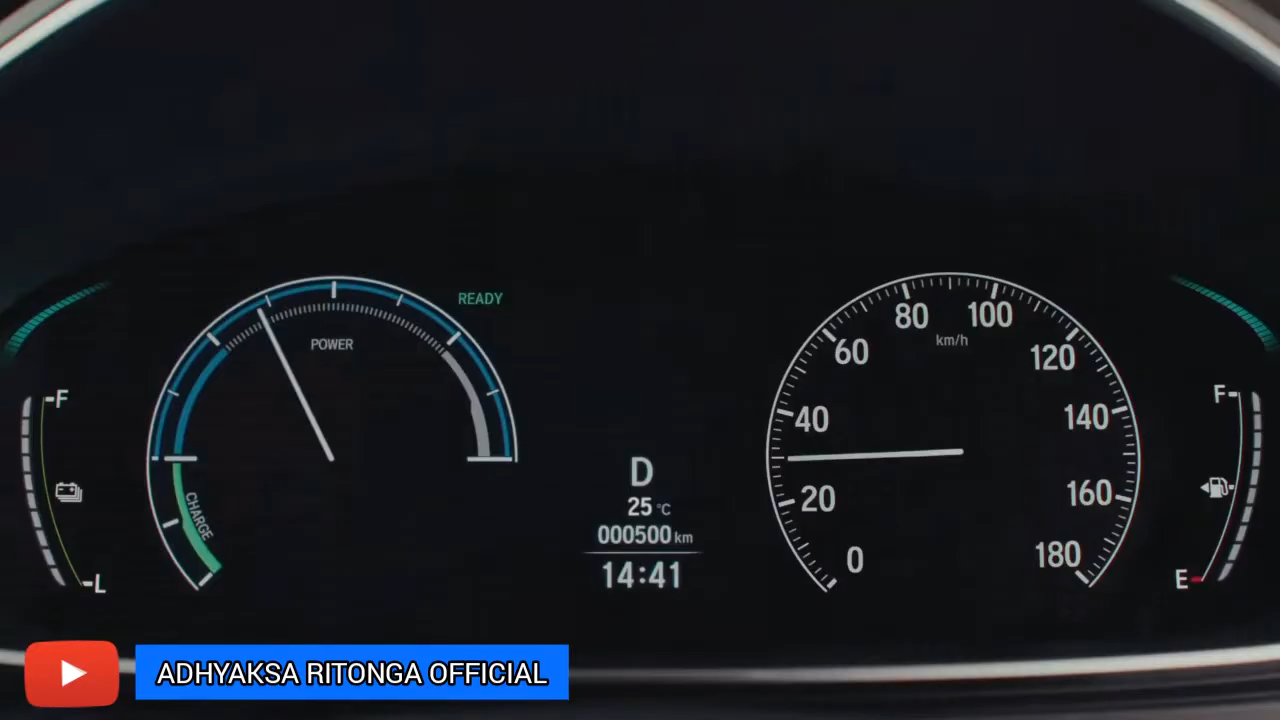 READY
POWER
CHARGE
F
L
D
25 °C
000500 km
14:41
0
20
40
60
80
100
120
140
160
180
km/h
F
E
ADHYAKSA RITONGA OFFICIAL